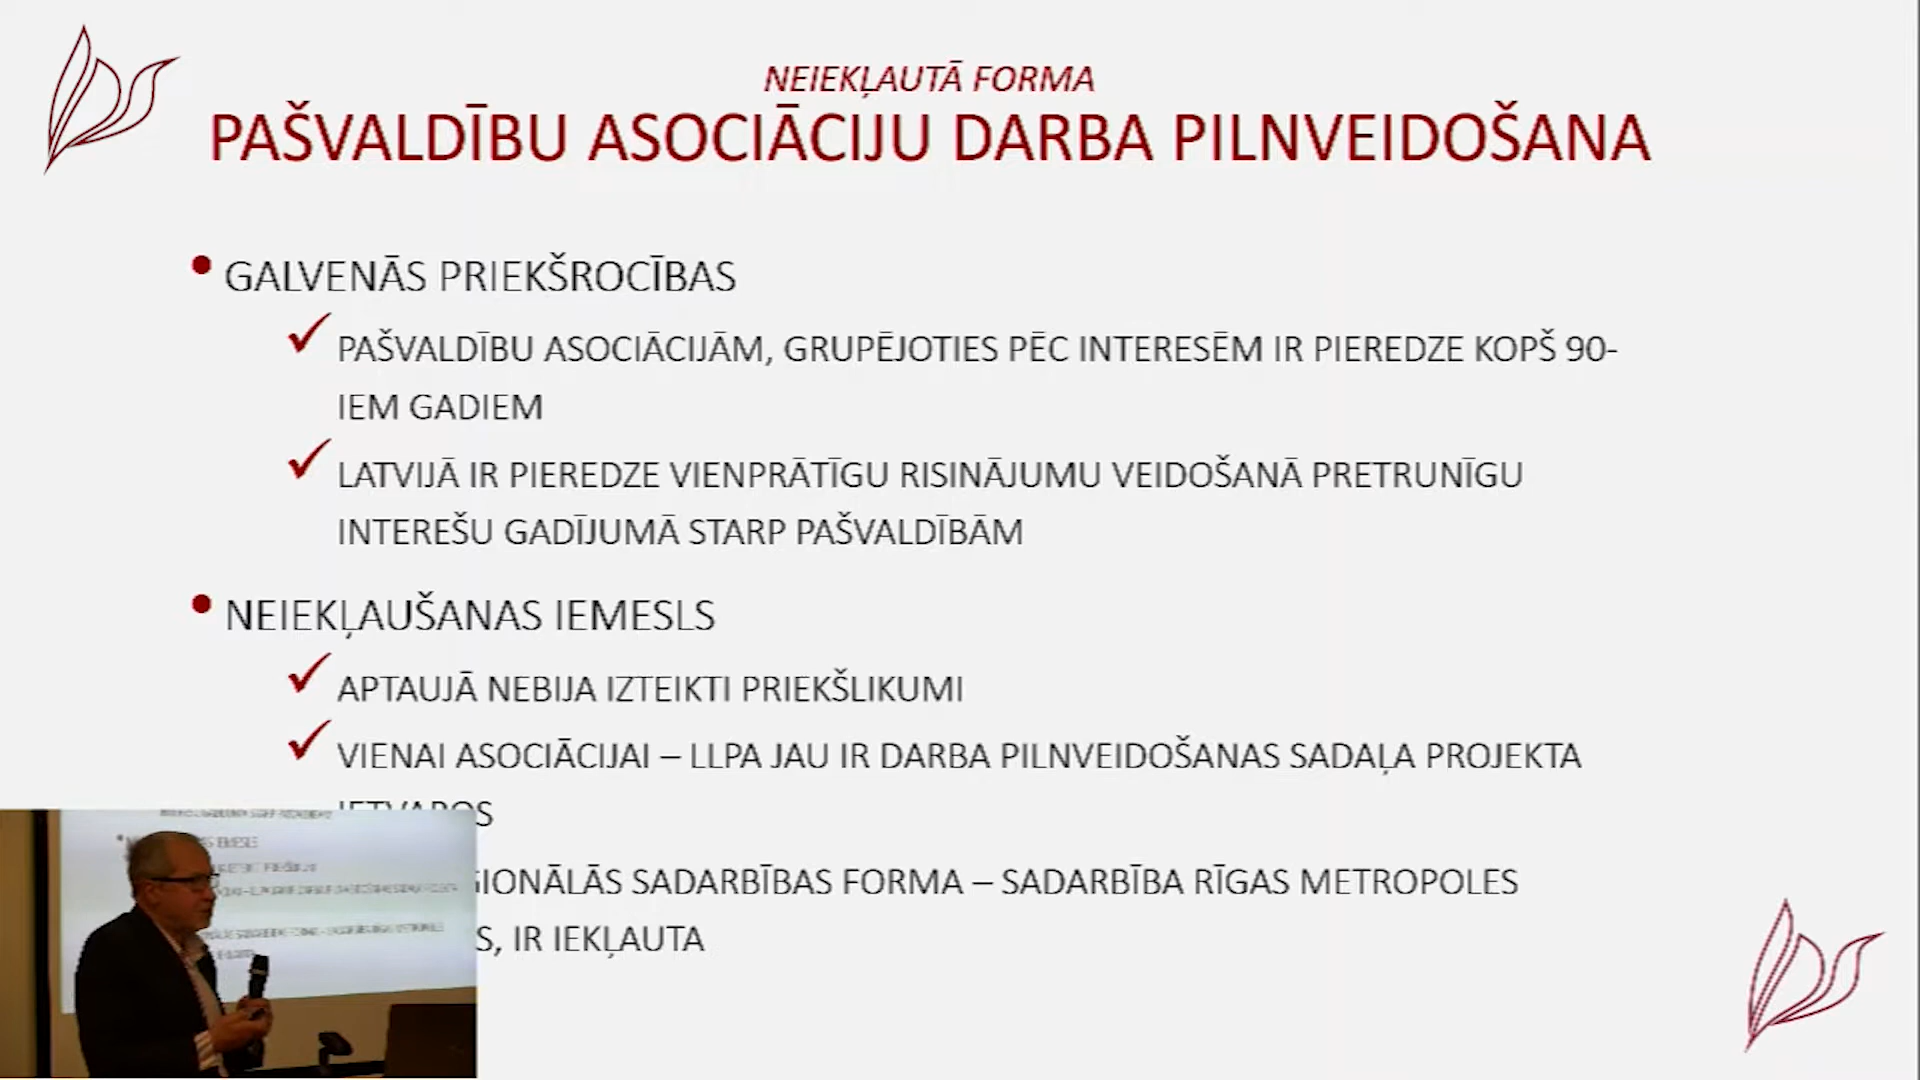 NEIEKĻAUTĀ FORMA
PAŠVALDĪBU ASOCIĀCIJU DARBA PILNVEIDOŠANA
• GALVENĀS PRIEKŠROCĪBAS
✓ PAŠVALDĪBU ASOCIĀCIJĀM, GRUPĒJOTIES PĒC INTERESĒM IR PIEREDZE KOPŠ 90-
IEM GADIEM
✓ LATVIJĀ IR PIEREDZE VIENPRĀTĪGU RISINĀJUMU VEIDOŠANĀ PRETRUNĪGU
INTEREŠU GADĪJUMĀ STARP PAŠVALDĪBĀM
• NEIEKĻAUŠANAS IEMESLS
✓ APTAUJĀ NEBIJA IZTEIKTI PRIEKŠLIKUMI
✓ VIENAI ASOCIĀCIJAI – LLPA JAU IR DARBA PILNVEIDOŠANAS SADAĻA PROJEKTA
IETVAROS
SADARBĪBAS FORMA – SADARBĪBA RĪGAS METROPOLES
IR IEKĻAUTA